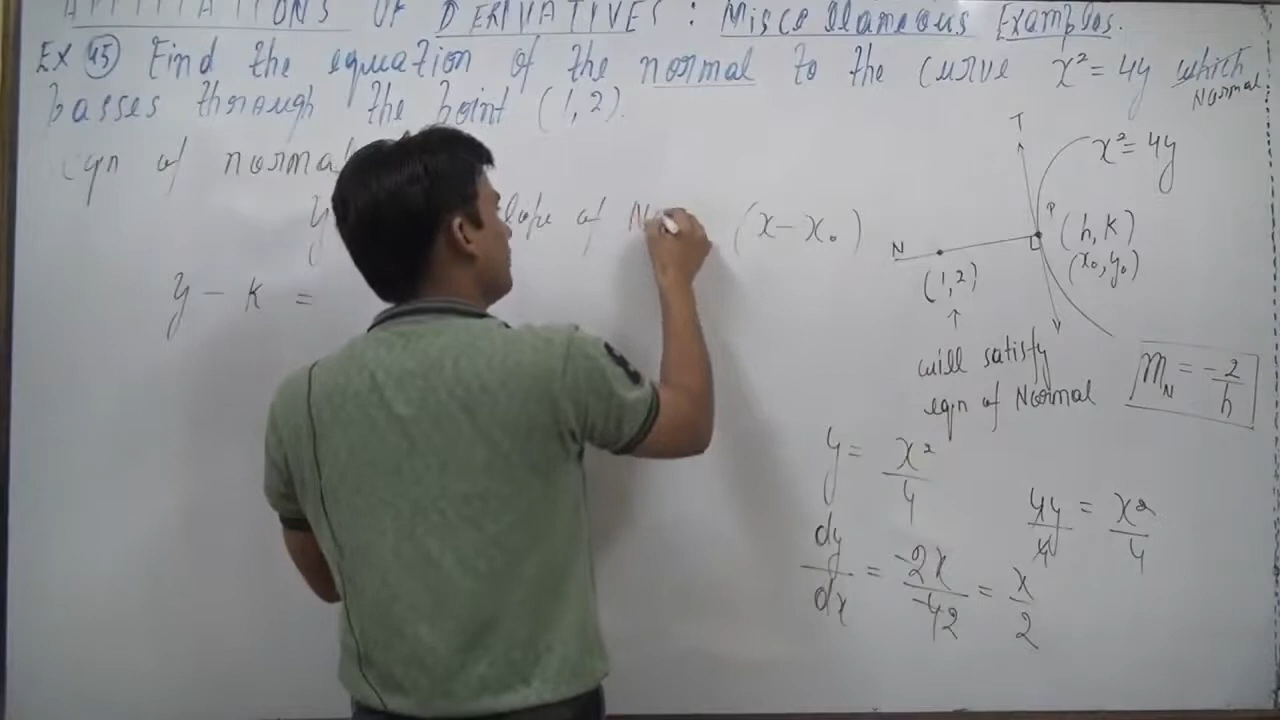 OF DERIVATIVES : Miscellaneous Examples.
Ex 45 Find the equation of the normal to the curve x² = 4y which
Normal
passes through the point (1,2).
eqn of normal
slope of (x - x₀)
y - k =
T
x² = 4y
P
(h, k)
(x₀, y₀)
N
(1,2)
↑
will satisfy
eqn of Normal
m_N = -2/h
y = x²/4
4y/4 = x²/4
dy/dx = 2x/42 = x/2